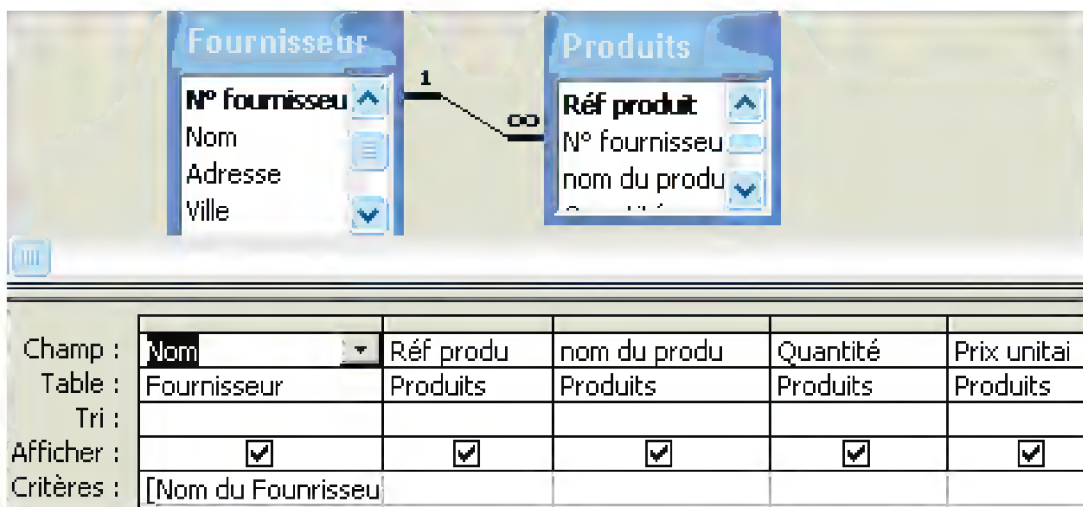 Fournisseur
N° fournisseu
Nom
Adresse
Ville
1
∞
Produits
Réf produit
N° fournisseu
nom du produ
Champ : Nom Réf produ nom du produ Quantité Prix unitai
Table : Fournisseur Produits Produits Produits Produits
Tri :
Afficher :
Critères : [Nom du Founrisseu